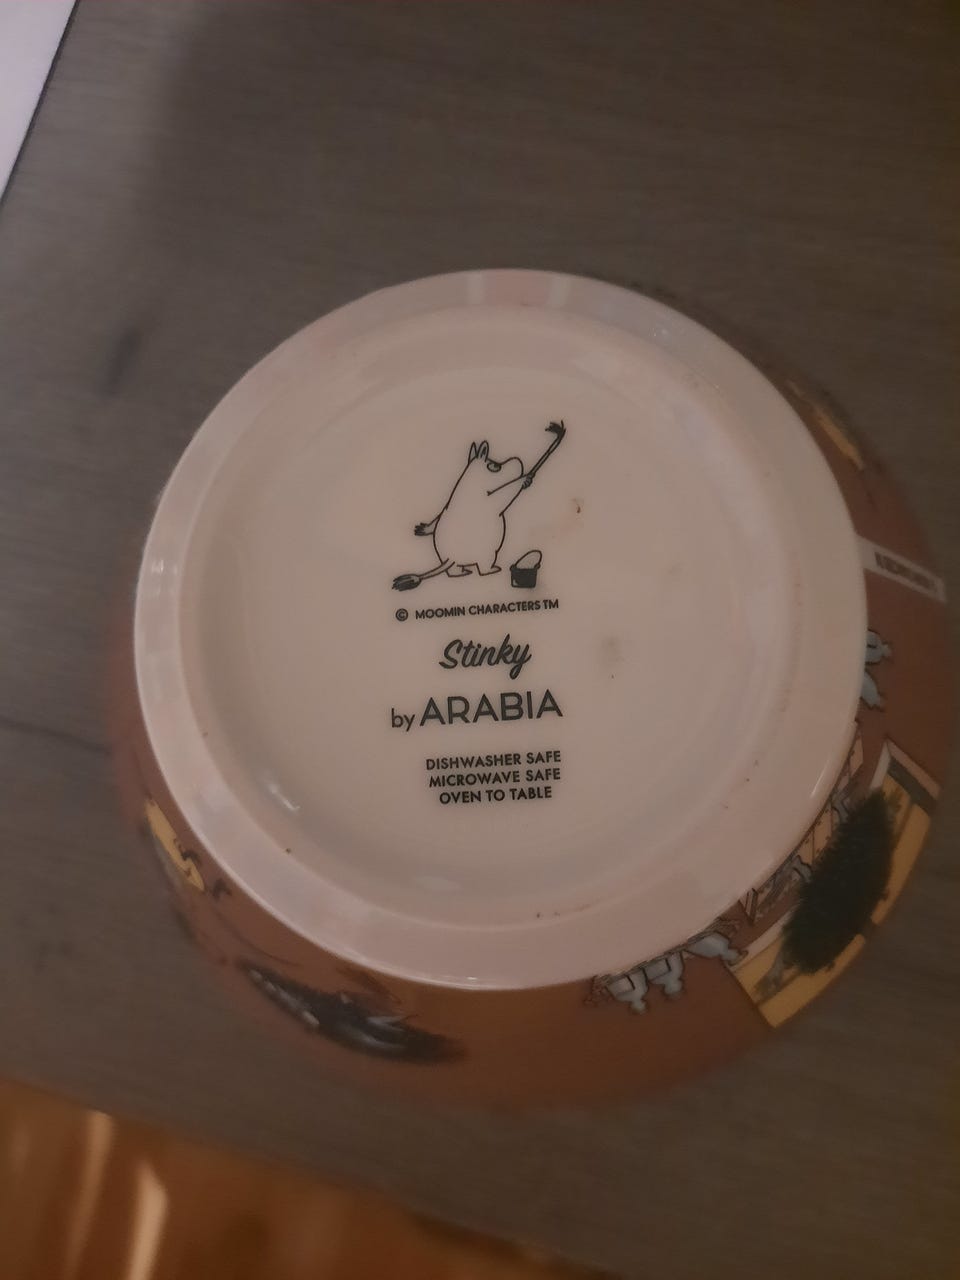 © MOOMIN CHARACTERS TM
Stinky
by ARABIA
DISHWASHER SAFE
MICROWAVE SAFE
OVEN TO TABLE